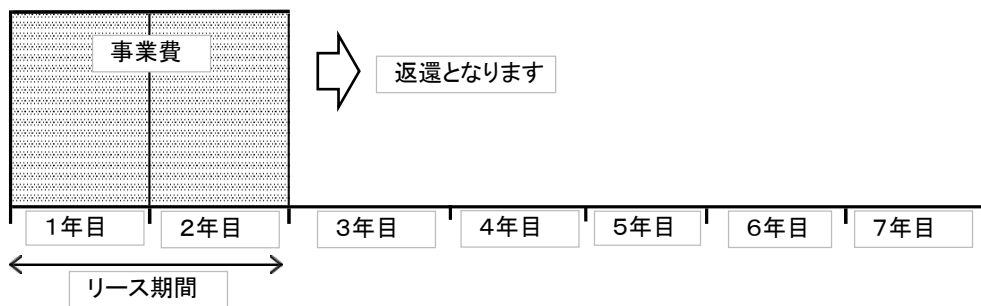 事業費
返還となります
1年目
2年目
3年目
4年目
5年目
6年目
7年目
リース期間